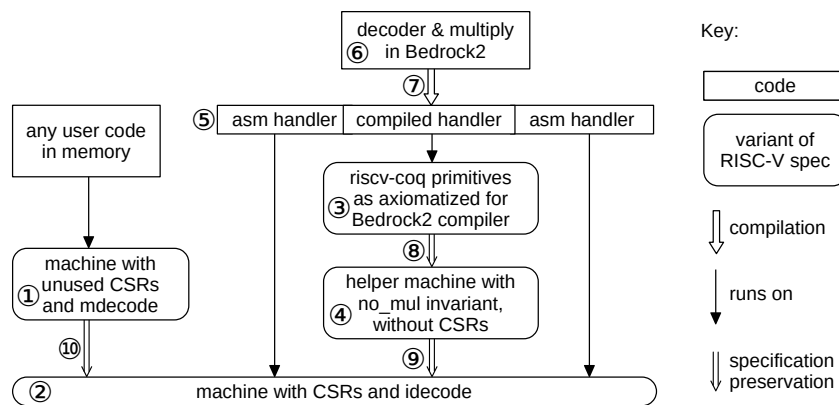 decoder & multiply
⑥ in Bedrock2
⑦
⑤ asm handler compiled handler asm handler
any user code
in memory
riscv-coq primitives
③ as axiomatized for
Bedrock2 compiler
⑧
machine with
① unused CSRs
and mdecode
helper machine with
④ no_mul invariant,
without CSRs
⑩
⑨
② machine with CSRs and idecode
Key:
code
variant of
RISC-V spec
compilation
runs on
specification
preservation